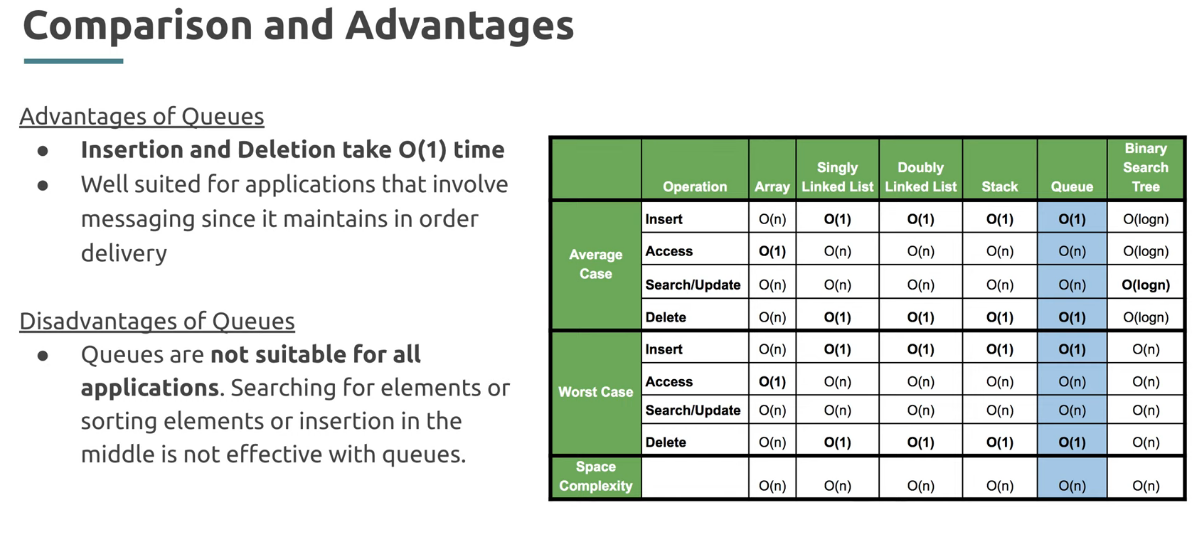 Comparison and Advantages
Advantages of Queues
● Insertion and Deletion take O(1) time
● Well suited for applications that involve
messaging since it maintains in order
delivery
Disadvantages of Queues
● Queues are not suitable for all
applications. Searching for elements or
sorting elements or insertion in the
middle is not effective with queues.
Operation Array Singly Linked List Doubly Linked List Stack Queue Binary Search Tree
Average Case
Insert O(n) O(1) O(1) O(1) O(1) O(logn)
Access O(1) O(n) O(n) O(n) O(n) O(logn)
Search/Update O(n) O(n) O(n) O(n) O(n) O(logn)
Delete O(n) O(1) O(1) O(1) O(1) O(logn)
Worst Case
Insert O(n) O(1) O(1) O(1) O(1) O(n)
Access O(1) O(n) O(n) O(n) O(n) O(n)
Search/Update O(n) O(n) O(n) O(n) O(n) O(n)
Delete O(n) O(1) O(1) O(1) O(1) O(n)
Space Complexity O(n) O(n) O(n) O(n) O(n) O(n)